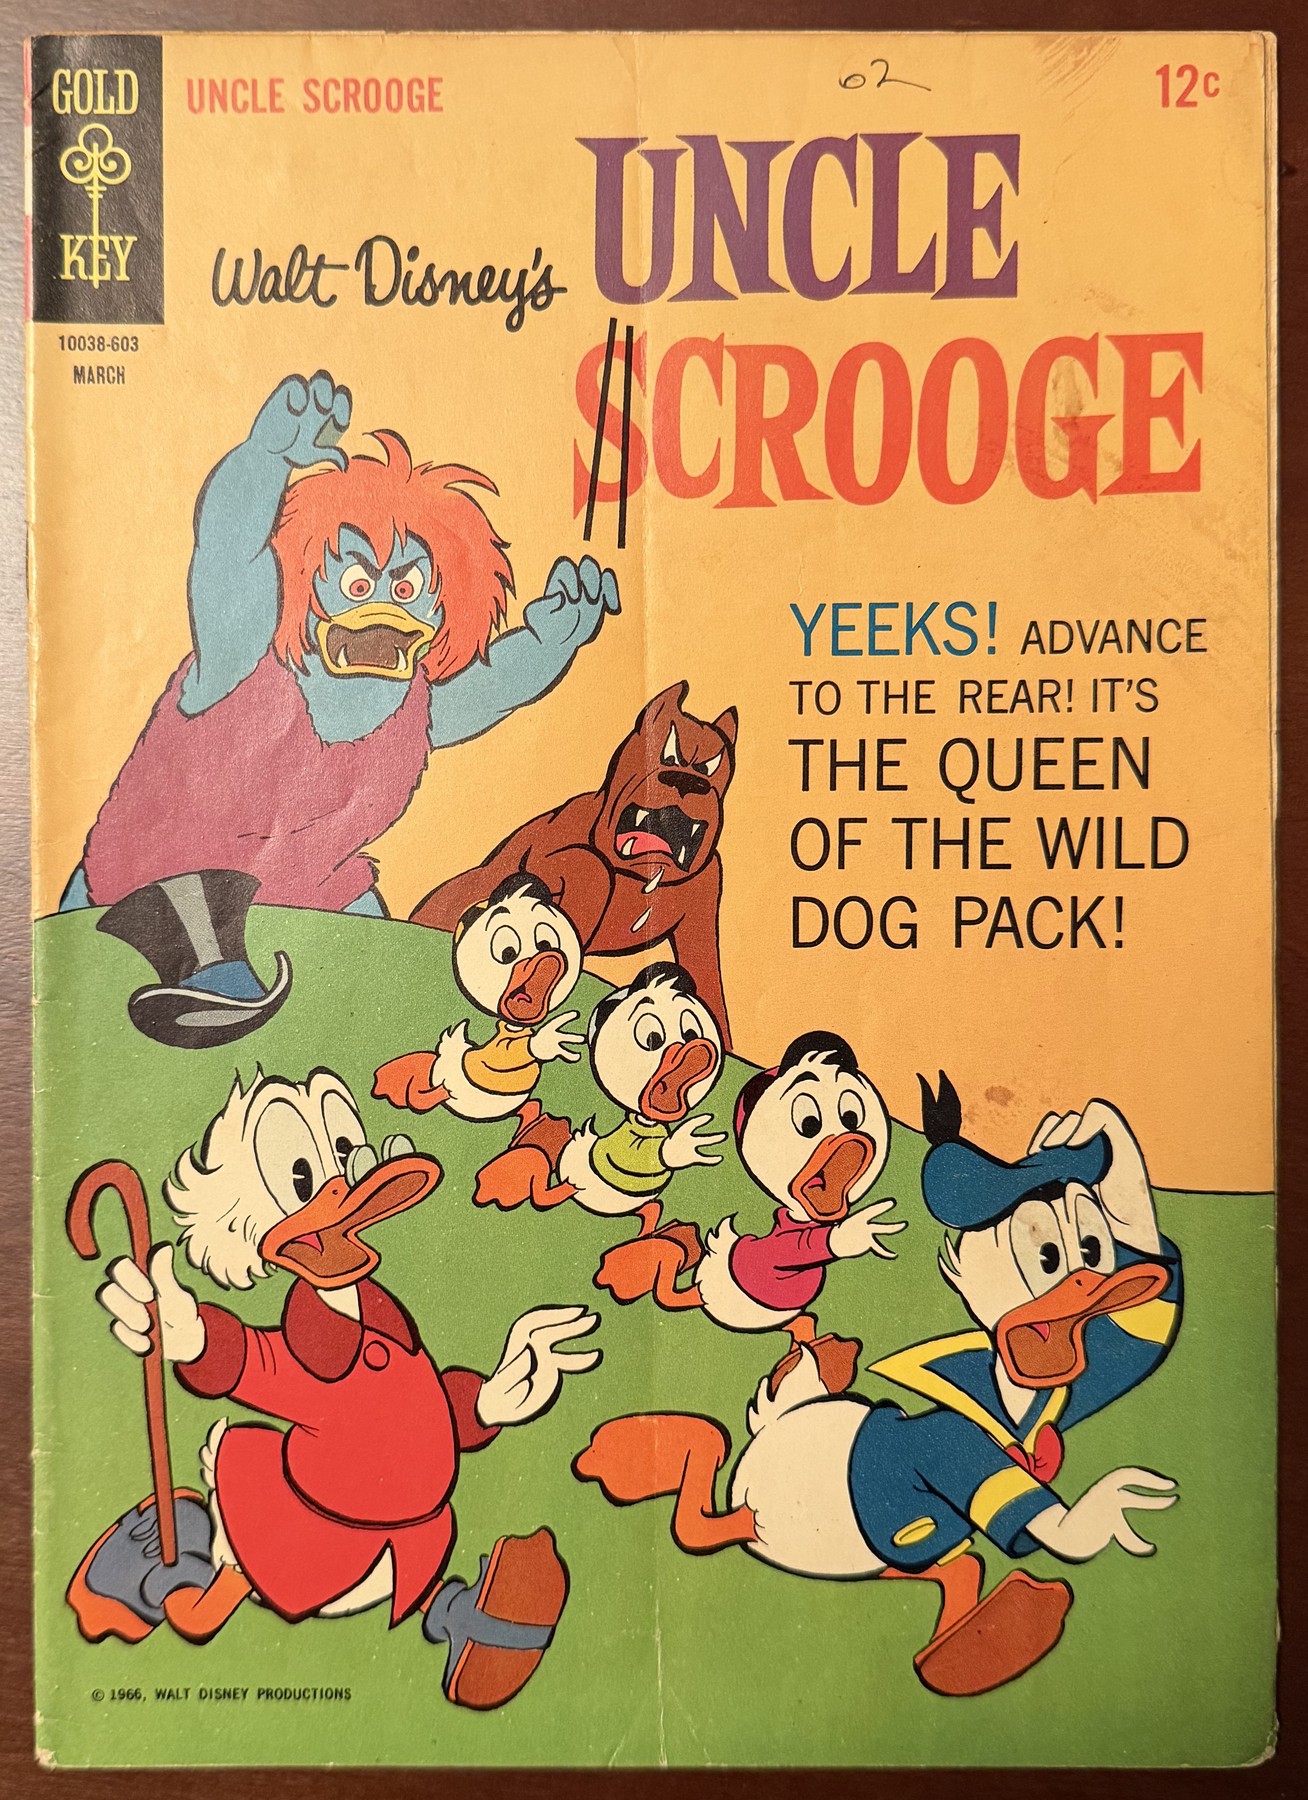 GOLD
KEY
UNCLE SCROOGE
62
12c
10038-603
MARCH
Walt Disney's
UNCLE
SCROOGE
YEEKS! ADVANCE
TO THE REAR! IT'S
THE QUEEN
OF THE WILD
DOG PACK!
© 1966, WALT DISNEY PRODUCTIONS